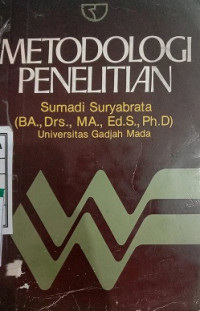 METODOLOGI
PENELITIAN
Sumadi Suryabrata
(BA., Drs., MA., Ed.S., Ph.D)
Universitas Gadjah Mada